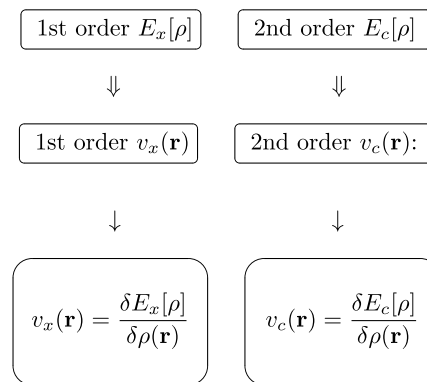 1st order E_x[ρ] 2nd order E_c[ρ]
⇓ ⇓
1st order v_x(r) 2nd order v_c(r):
↓ ↓
v_x(r) = δE_x[ρ] / δρ(r) v_c(r) = δE_c[ρ] / δρ(r)